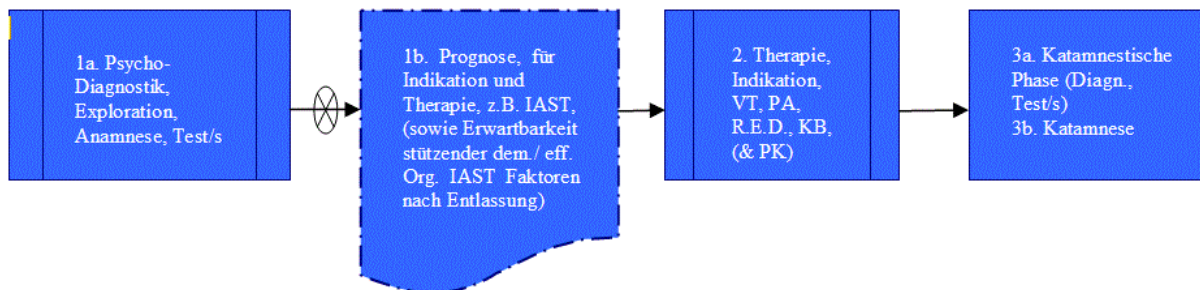 1a. Psycho-
Diagnostik,
Exploration,
Anamnese, Test/s
1b. Prognose, für
Indikation und
Therapie, z.B. IAST,
(sowie Erwartbarkeit
stützender dem./ eff.
Org. IAST Faktoren
nach Entlassung)
2. Therapie,
Indikation,
VT, PA,
R.E.D., KB,
(& PK)
3a. Katamnestische
Phase (Diagn.,
Test/s)
3b. Katamnese